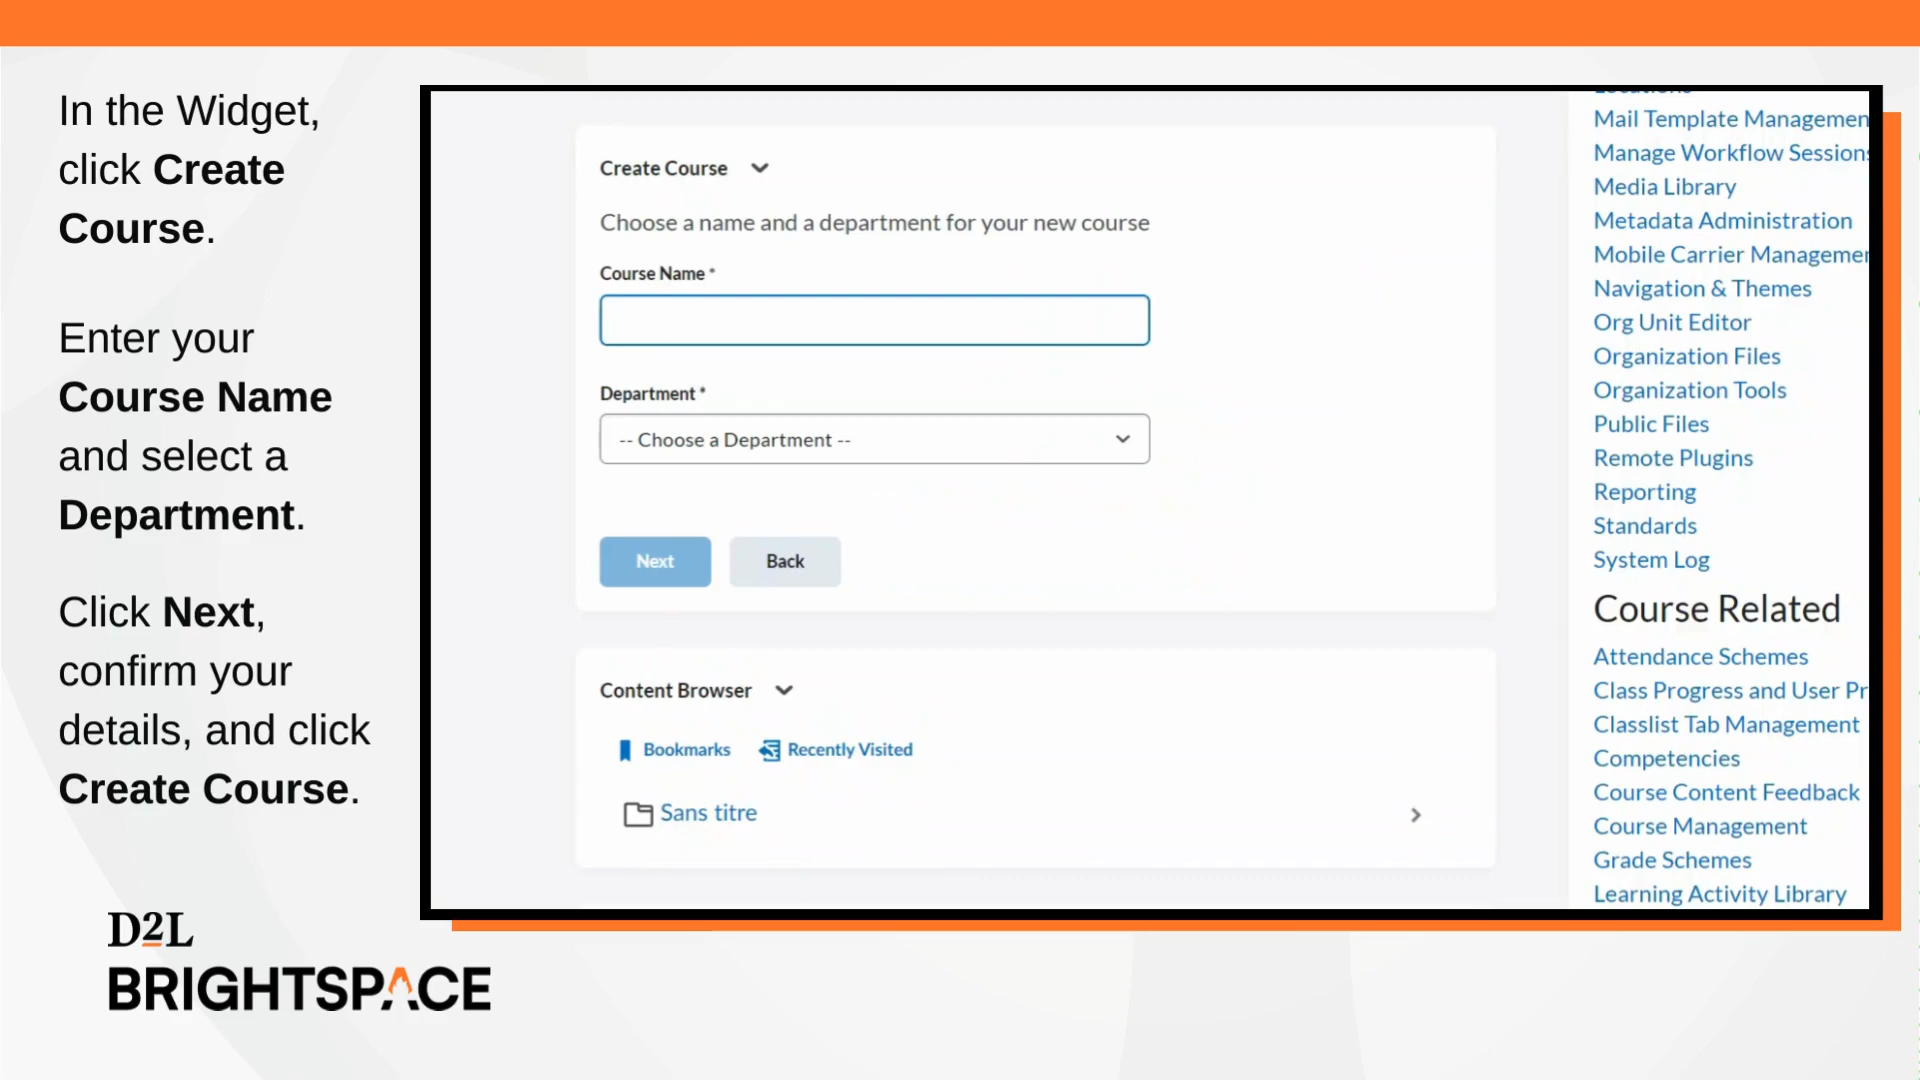 In the Widget,
click Create
Course.
Enter your
Course Name
and select a
Department.
Click Next,
confirm your
details, and click
Create Course.
D2L
BRIGHTSPACE
Create Course
Choose a name and a department for your new course
Course Name *
Department *
-- Choose a Department --
Next
Back
Content Browser
Bookmarks
Recently Visited
Sans titre
Mail Template Managemen
Manage Workflow Sessions
Media Library
Metadata Administration
Mobile Carrier Managemen
Navigation & Themes
Org Unit Editor
Organization Files
Organization Tools
Public Files
Remote Plugins
Reporting
Standards
System Log
Course Related
Attendance Schemes
Class Progress and User Pr
Classlist Tab Management
Competencies
Course Content Feedback
Course Management
Grade Schemes
Learning Activity Library